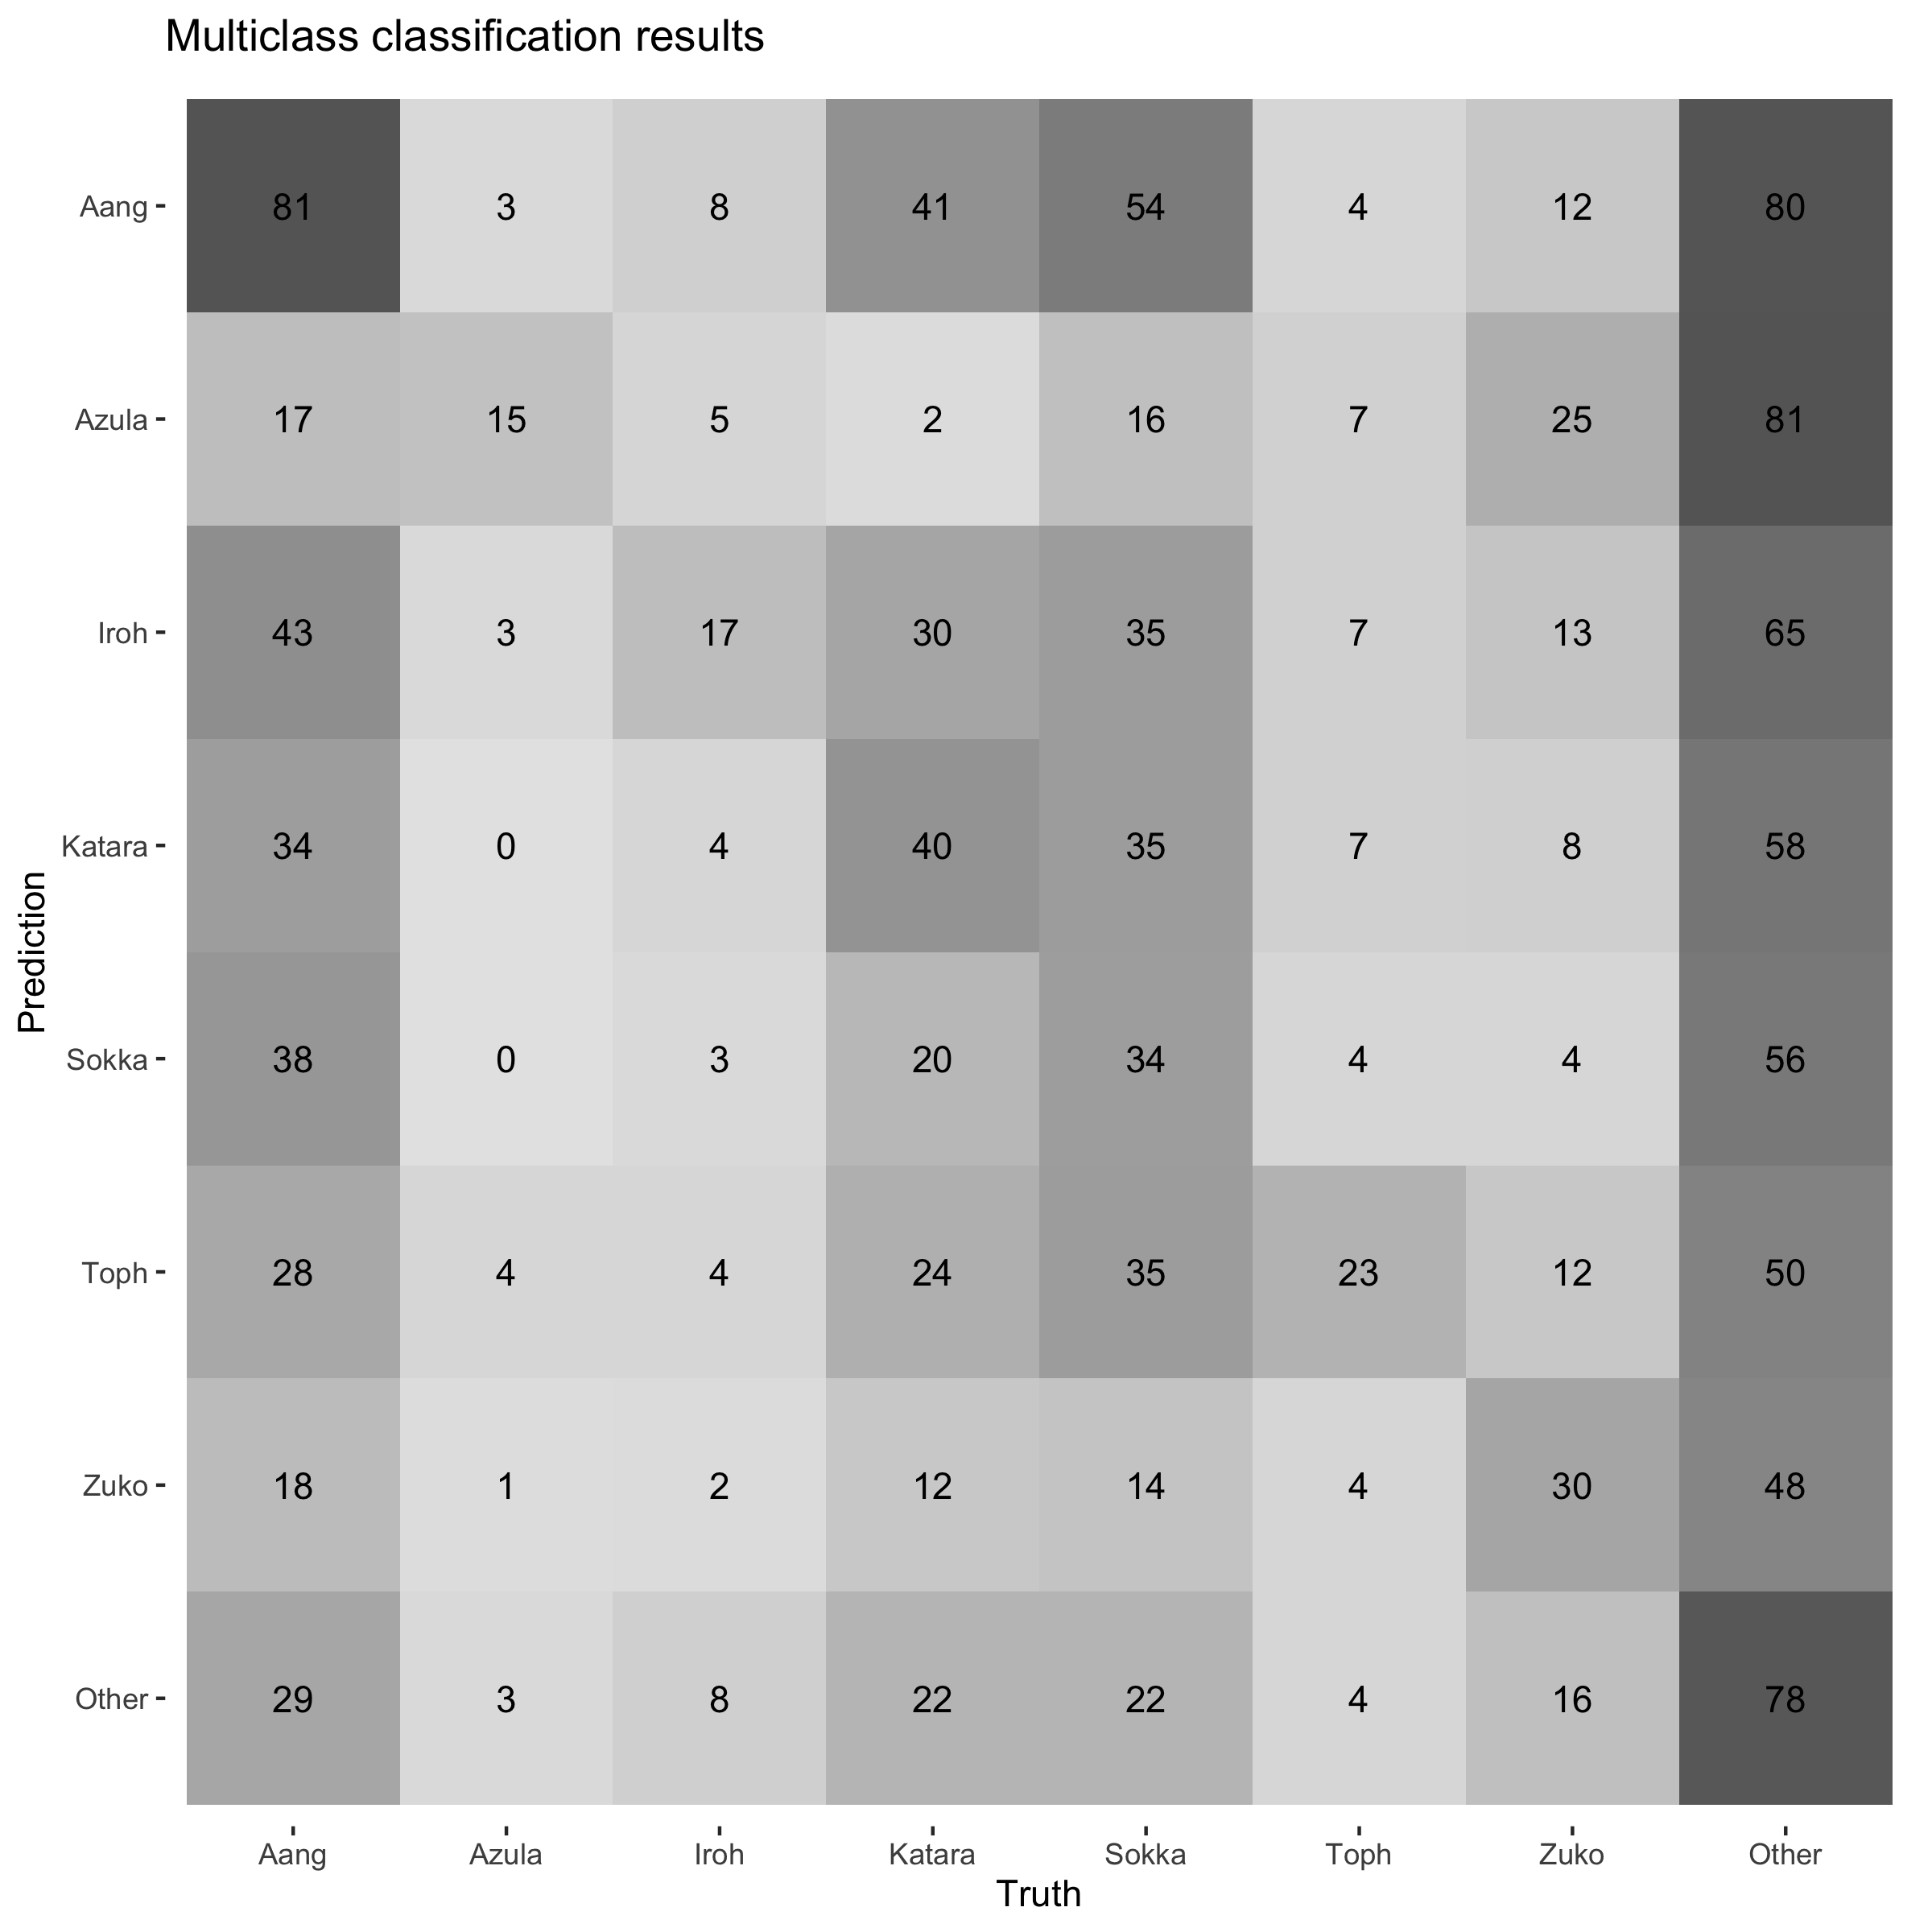 Multiclass classification results
Aang 81 3 8 41 54 4 12 80
Azula 17 15 5 2 16 7 25 81
Iroh 43 3 17 30 35 7 13 65
Katara 34 0 4 40 35 7 8 58
Prediction
Sokka 38 0 3 20 34 4 4 56
Toph 28 4 4 24 35 23 12 50
Zuko 18 1 2 12 14 4 30 48
Other 29 3 8 22 22 4 16 78
Aang Azula Iroh Katara Sokka Toph Zuko Other
Truth